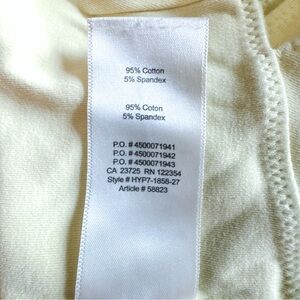 95% Cotton
5% Spandex
95% Coton
5% Spandex
P.O. # 4500071941
P.O. # 4500071942
P.O. # 4500071943
CA 23725 RN 122354
Style # HYP7-1858-27
Article # 58823